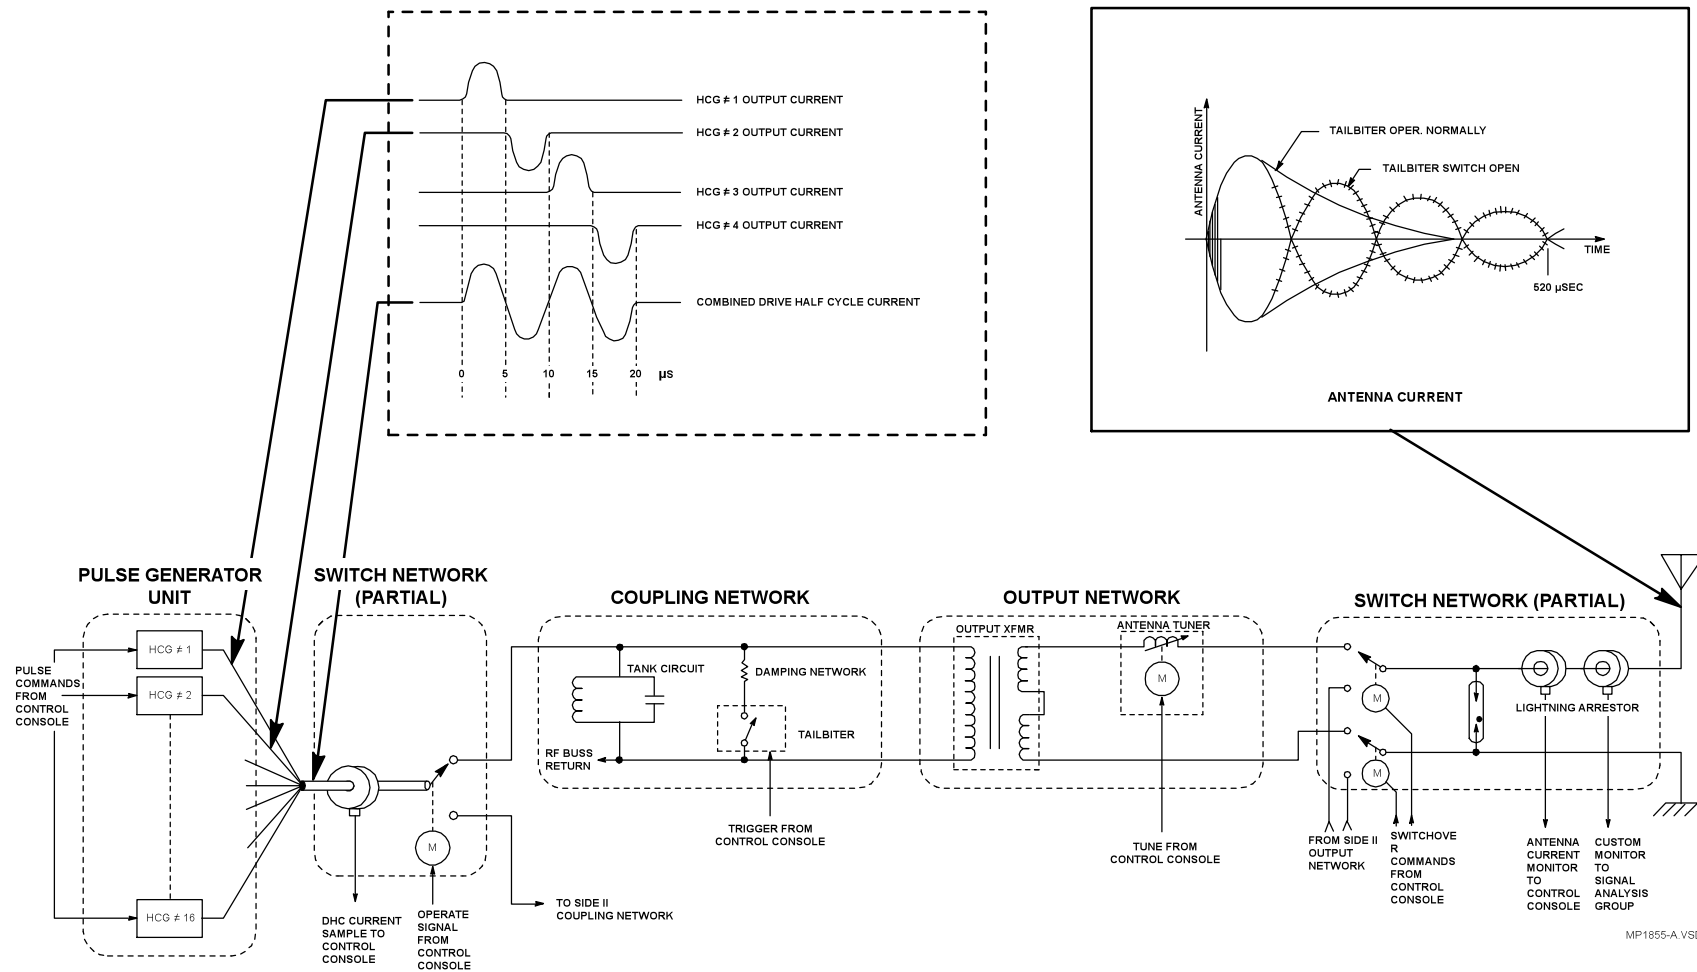 HCG ≠ 1 OUTPUT CURRENT
HCG ≠ 2 OUTPUT CURRENT
HCG ≠ 3 OUTPUT CURRENT
HCG ≠ 4 OUTPUT CURRENT
COMBINED DRIVE HALF CYCLE CURRENT
0 5 10 15 20 µs
ANTENNA CURRENT
TAILBITER OPER. NORMALLY
TAILBITER SWITCH OPEN
TIME
520 µSEC
ANTENNA CURRENT
PULSE GENERATOR
UNIT
PULSE
COMMANDS
FROM
CONTROL
CONSOLE
HCG ≠ 1
HCG ≠ 2
HCG ≠ 16
SWITCH NETWORK
(PARTIAL)
M
DHC CURRENT
SAMPLE TO
CONTROL
CONSOLE
OPERATE
SIGNAL
FROM
CONTROL
CONSOLE
TO SIDE II
COUPLING NETWORK
COUPLING NETWORK
TANK CIRCUIT
DAMPING NETWORK
TAILBITER
RF BUSS
RETURN
TRIGGER FROM
CONTROL CONSOLE
OUTPUT NETWORK
OUTPUT XFMR
ANTENNA TUNER
M
TUNE FROM
CONTROL CONSOLE
SWITCH NETWORK (PARTIAL)
M
M
LIGHTNING ARRESTOR
FROM SIDE II
OUTPUT
NETWORK
SWITCHOVE
R
COMMANDS
FROM
CONTROL
CONSOLE
ANTENNA
CURRENT
MONITOR
TO
CONTROL
CONSOLE
CUSTOM
MONITOR
TO
SIGNAL
ANALYSIS
GROUP
MP1855-A.VSD